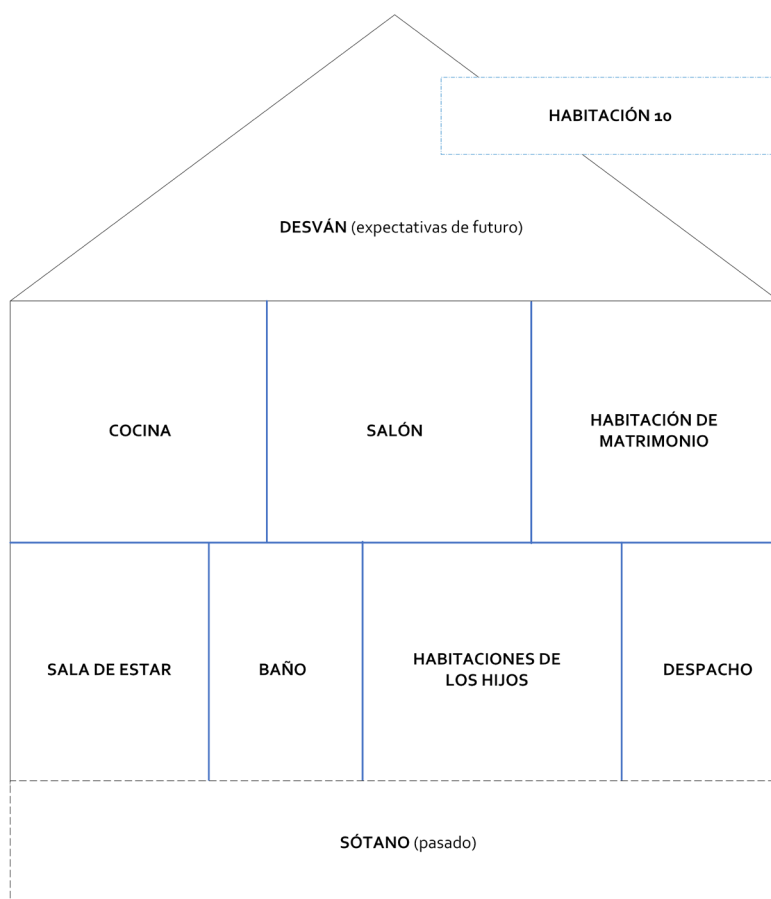 HABITACIÓN 10
DESVÁN (expectativas de futuro)
COCINA
SALÓN
HABITACIÓN DE
MATRIMONIO
SALA DE ESTAR
BAÑO
HABITACIONES DE
LOS HIJOS
DESPACHO
SÓTANO (pasado)